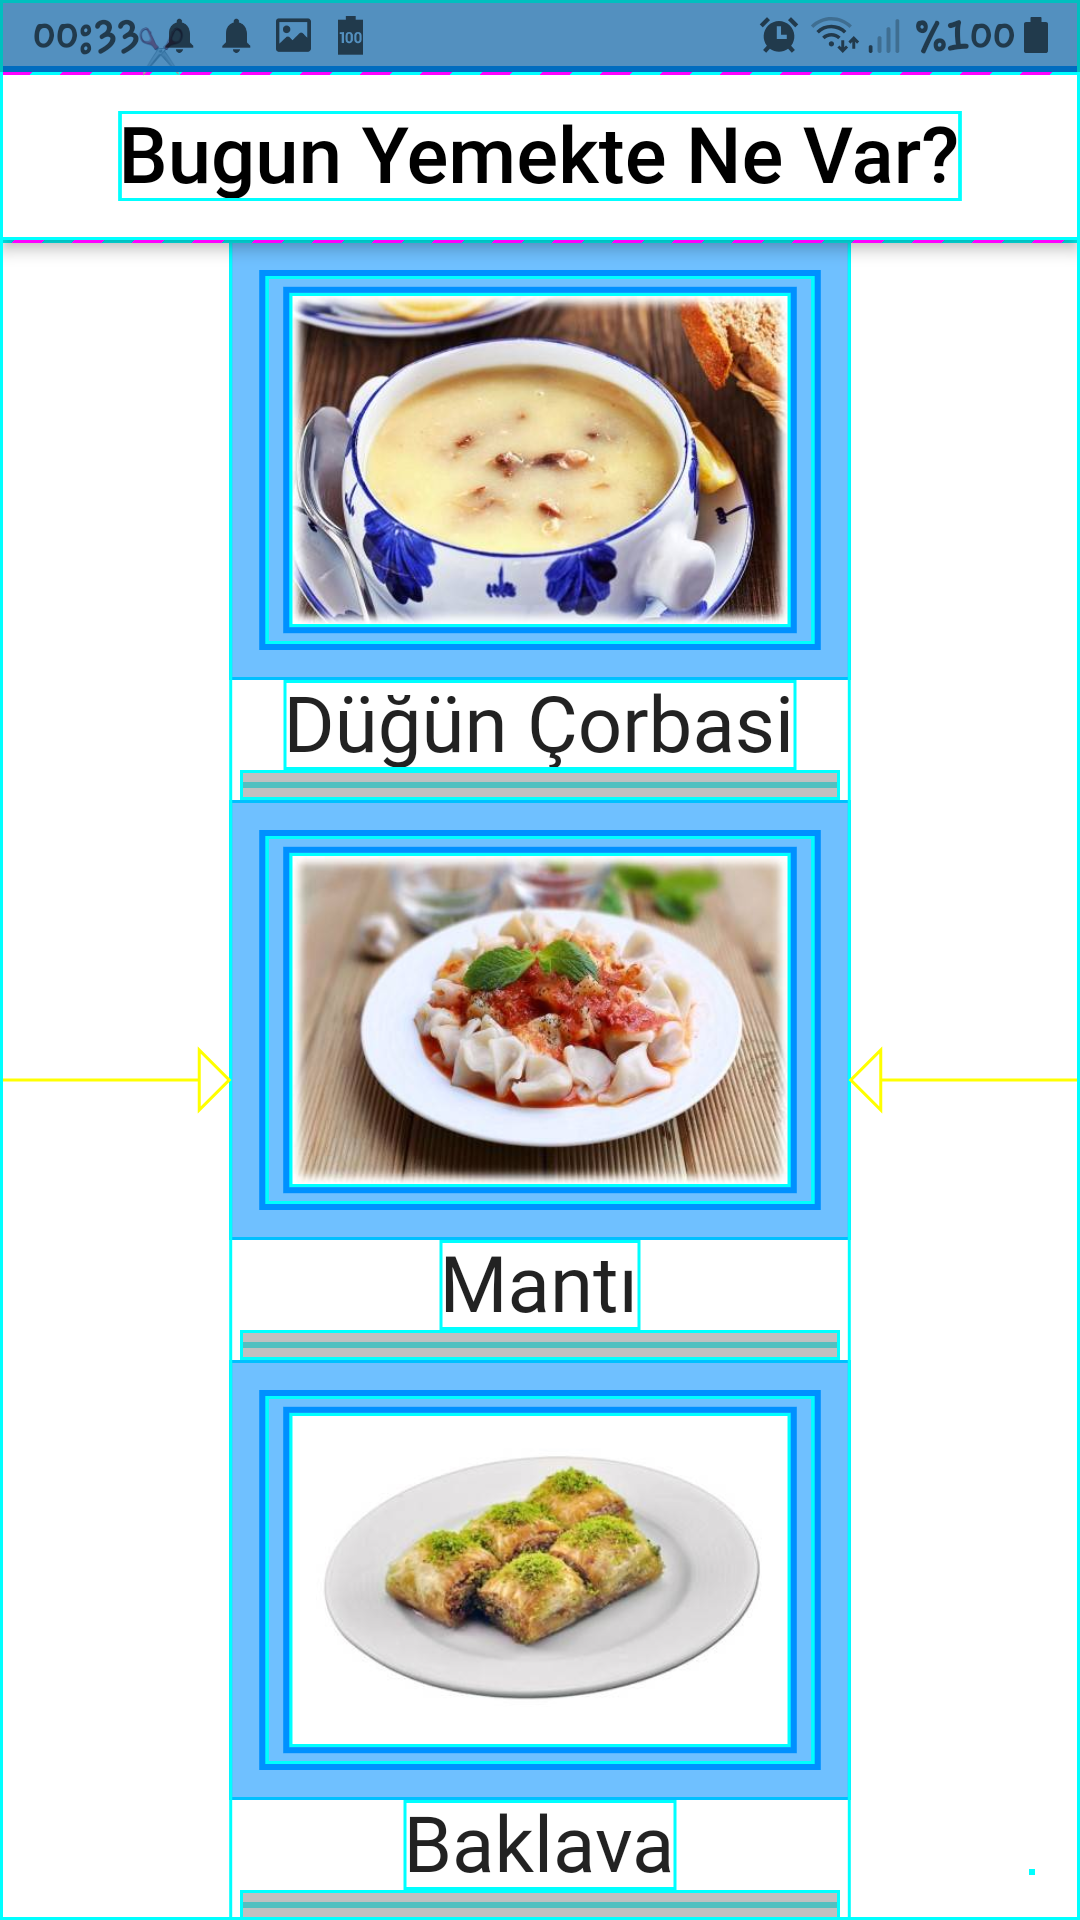 00:33 100 %100
Bugun Yemekte Ne Var?
Düğün Çorbasi
Mantı
Baklava